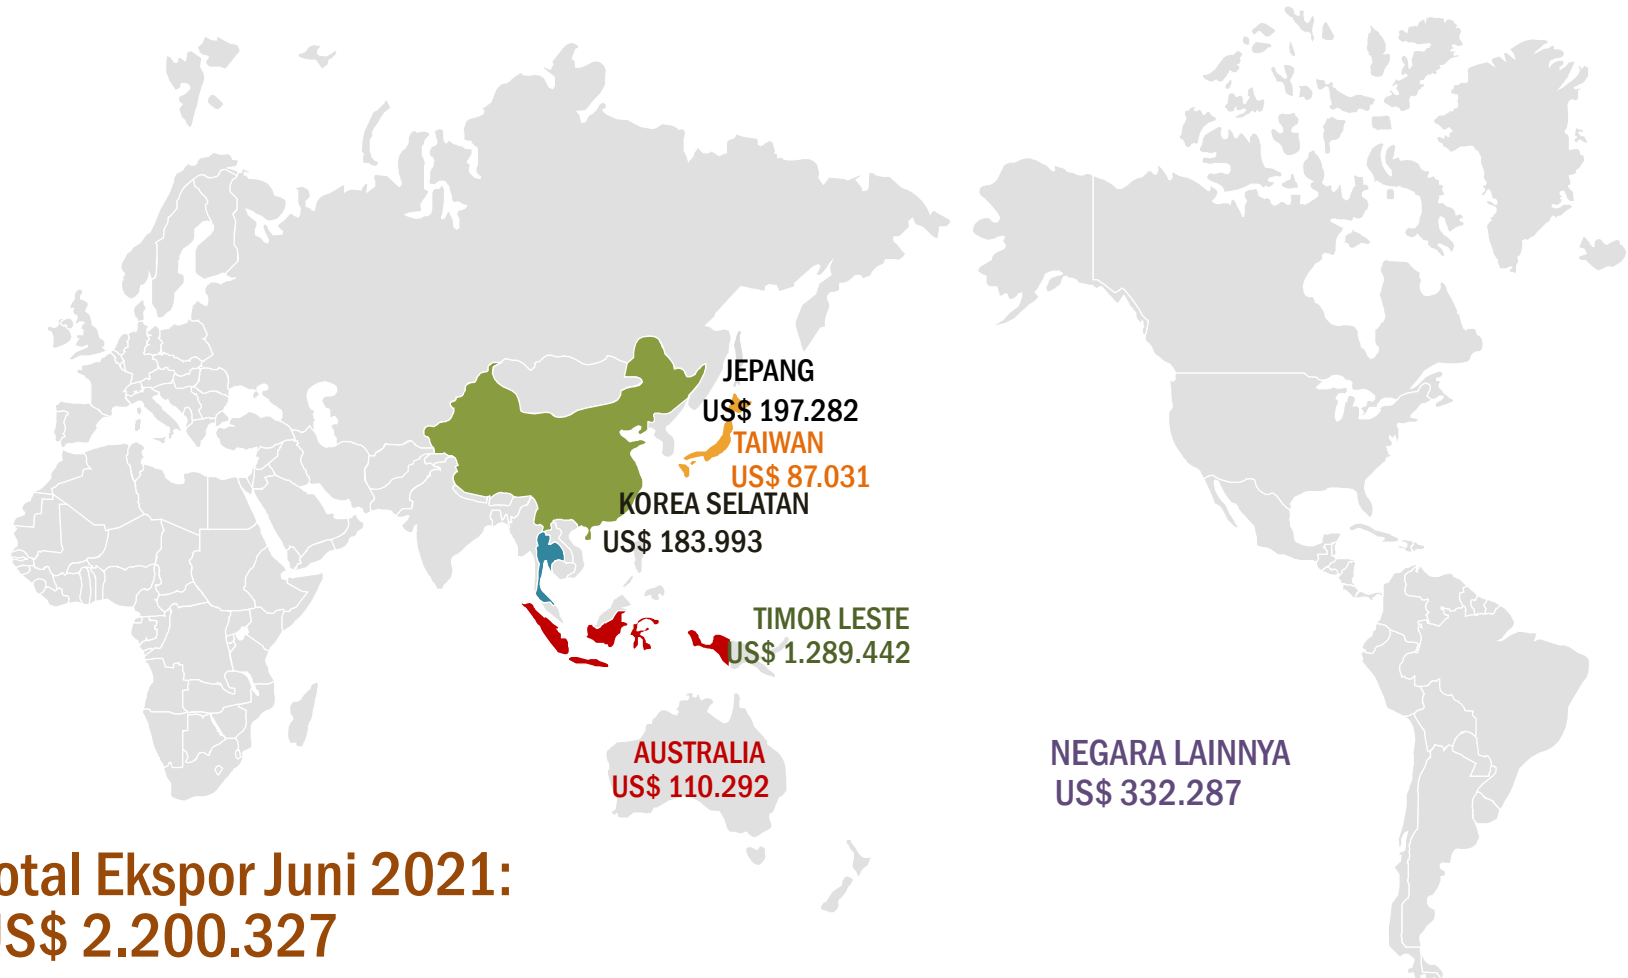 JEPANG
US$ 197.282
TAIWAN
US$ 87.031
KOREA SELATAN
US$ 183.993
TIMOR LESTE
US$ 1.289.442
AUSTRALIA
US$ 110.292
NEGARA LAINNYA
US$ 332.287
otal Ekspor Juni 2021:
US$ 2.200.327